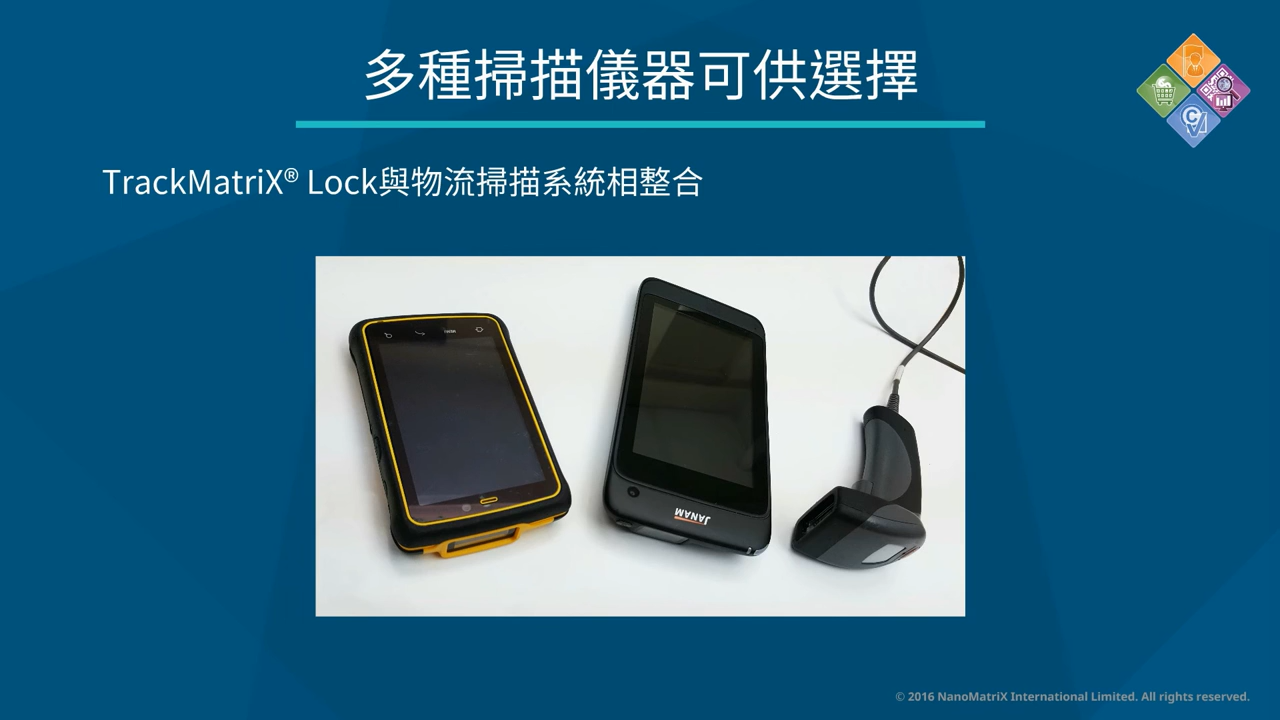 多種掃描儀器可供選擇
TrackMatriX® Lock與物流掃描系統相整合
JANAM
CV
© 2016 NanoMatriX International Limited. All rights reserved.